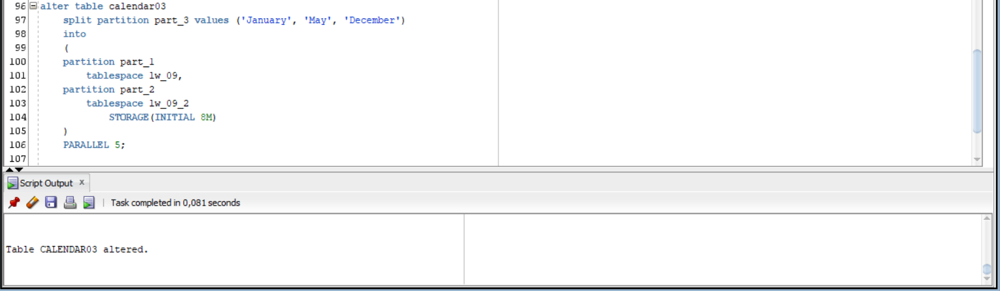 96 alter table calendar03
97 split partition part_3 values ('January', 'May', 'December')
98 into
99 (
100 partition part_1
101 tablespace lw_09,
102 partition part_2
103 tablespace lw_09_2
104 STORAGE(INITIAL 8M)
105 )
106 PARALLEL 5;
107
Script Output x
Task completed in 0,081 seconds
Table CALENDAR03 altered.